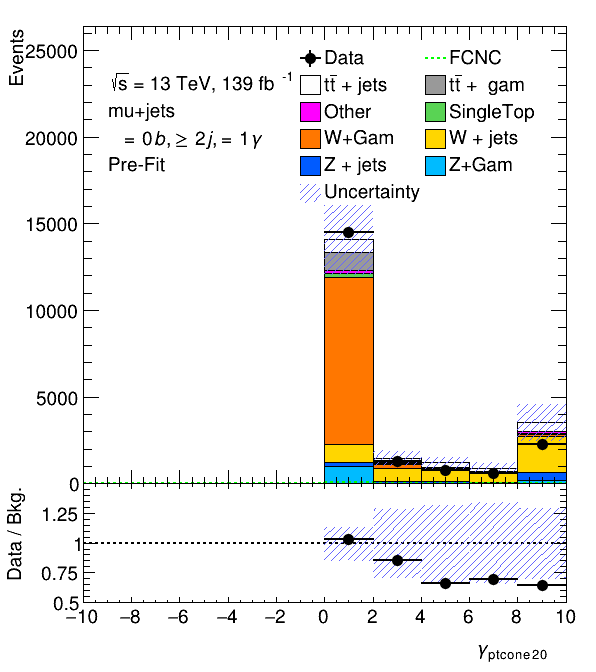 Events
25000
20000
15000
10000
5000
0
√s = 13 TeV, 139 fb⁻¹
mu+jets
= 0b, ≥ 2j, = 1γ
Pre-Fit
Data
FCNC
tt̄ + jets
tt̄ + gam
Other
SingleTop
W+Gam
W + jets
Z + jets
Z+Gam
Uncertainty
Data / Bkg.
1.25
1
0.75
0.5
−10 −8 −6 −4 −2 0 2 4 6 8 10
γ_ptcone20